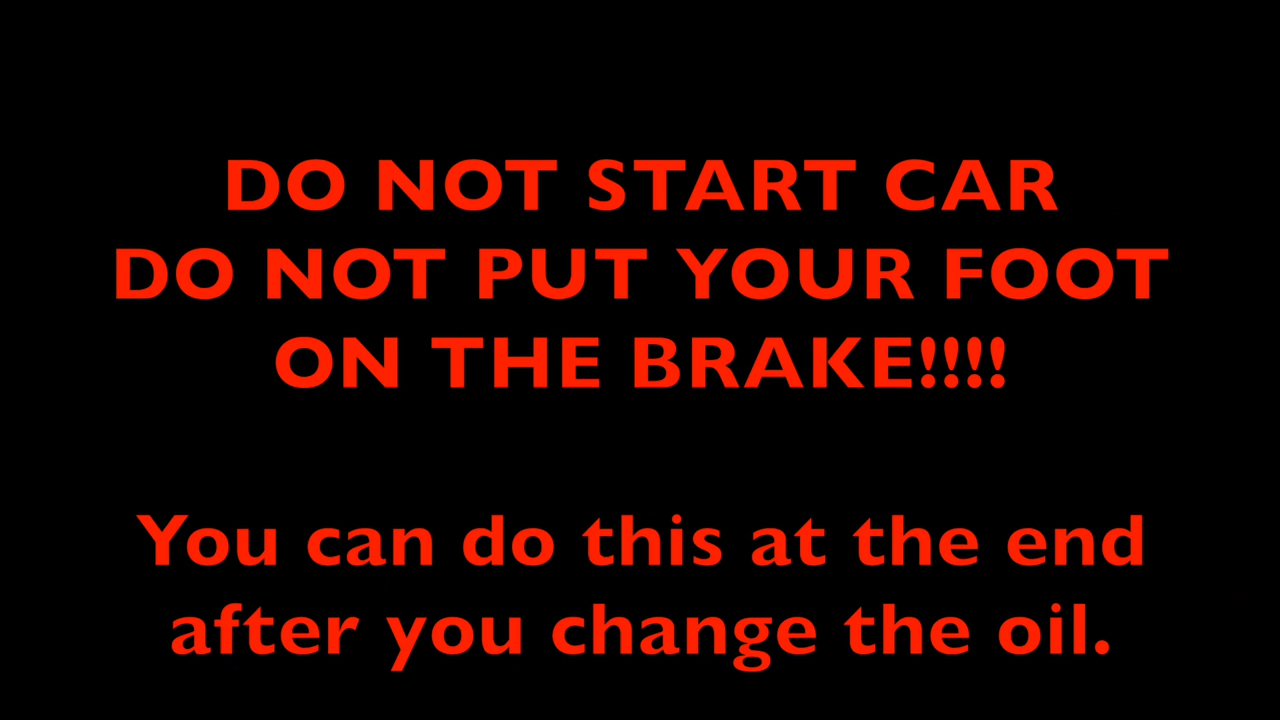 DO NOT START CAR
DO NOT PUT YOUR FOOT
ON THE BRAKE!!!!
You can do this at the end
after you change the oil.